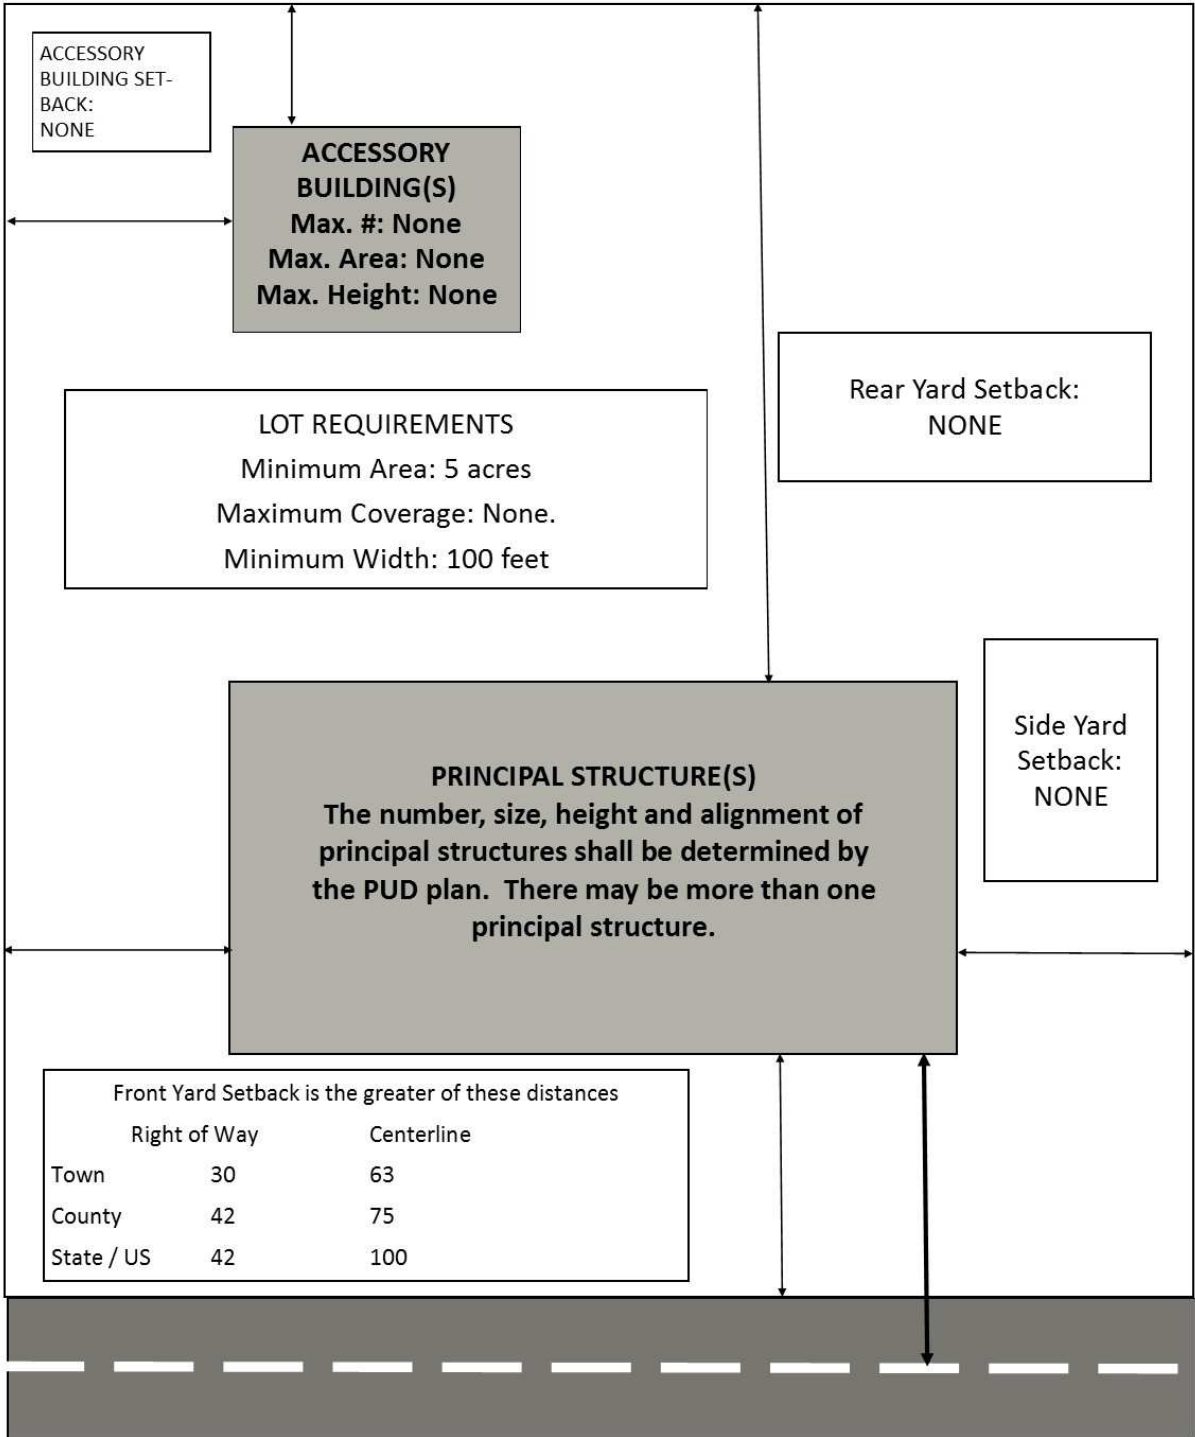 ACCESSORY
BUILDING SET-
BACK:
NONE
ACCESSORY
BUILDING(S)
Max. #: None
Max. Area: None
Max. Height: None
Rear Yard Setback:
NONE
LOT REQUIREMENTS
Minimum Area: 5 acres
Maximum Coverage: None.
Minimum Width: 100 feet
Side Yard
Setback:
NONE
PRINCIPAL STRUCTURE(S)
The number, size, height and alignment of
principal structures shall be determined by
the PUD plan.  There may be more than one
principal structure.
Front Yard Setback is the greater of these distances
Right of Way Centerline
Town 30 63
County 42 75
State / US 42 100